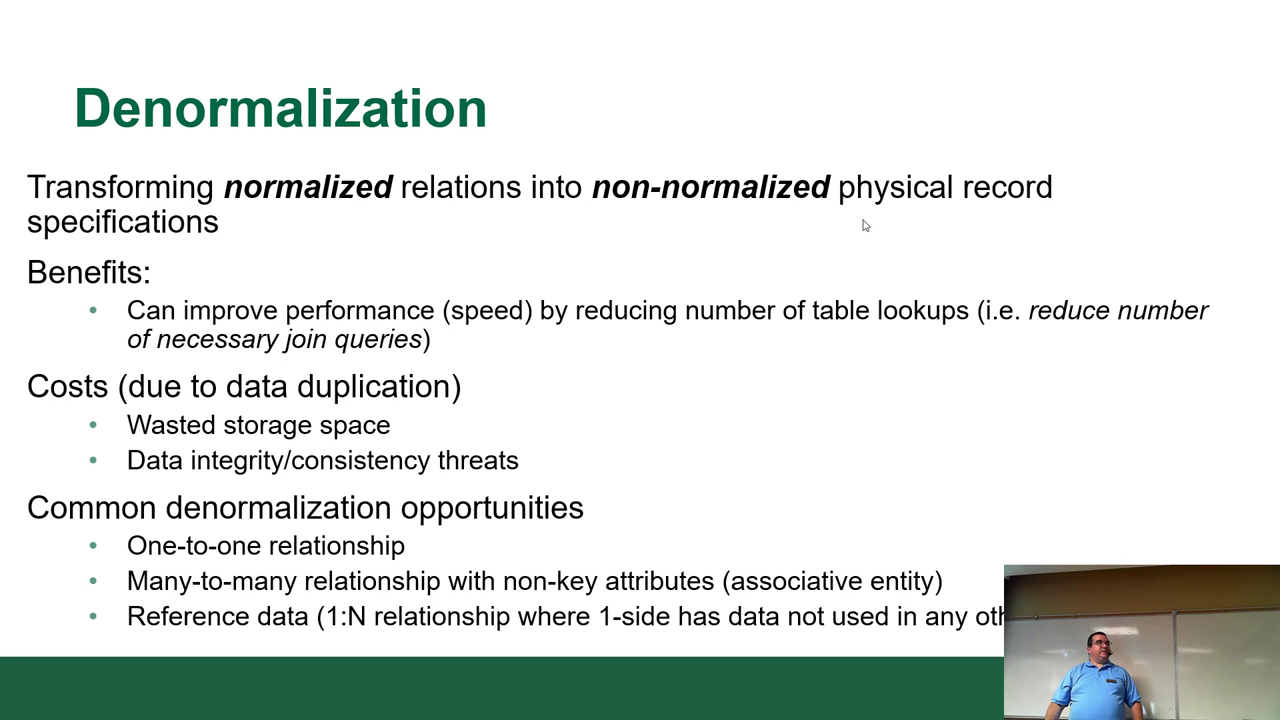 Denormalization
Transforming normalized relations into non-normalized physical record
specifications
Benefits:
• Can improve performance (speed) by reducing number of table lookups (i.e. reduce number
of necessary join queries)
Costs (due to data duplication)
• Wasted storage space
• Data integrity/consistency threats
Common denormalization opportunities
• One-to-one relationship
• Many-to-many relationship with non-key attributes (associative entity)
• Reference data (1:N relationship where 1-side has data not used in any